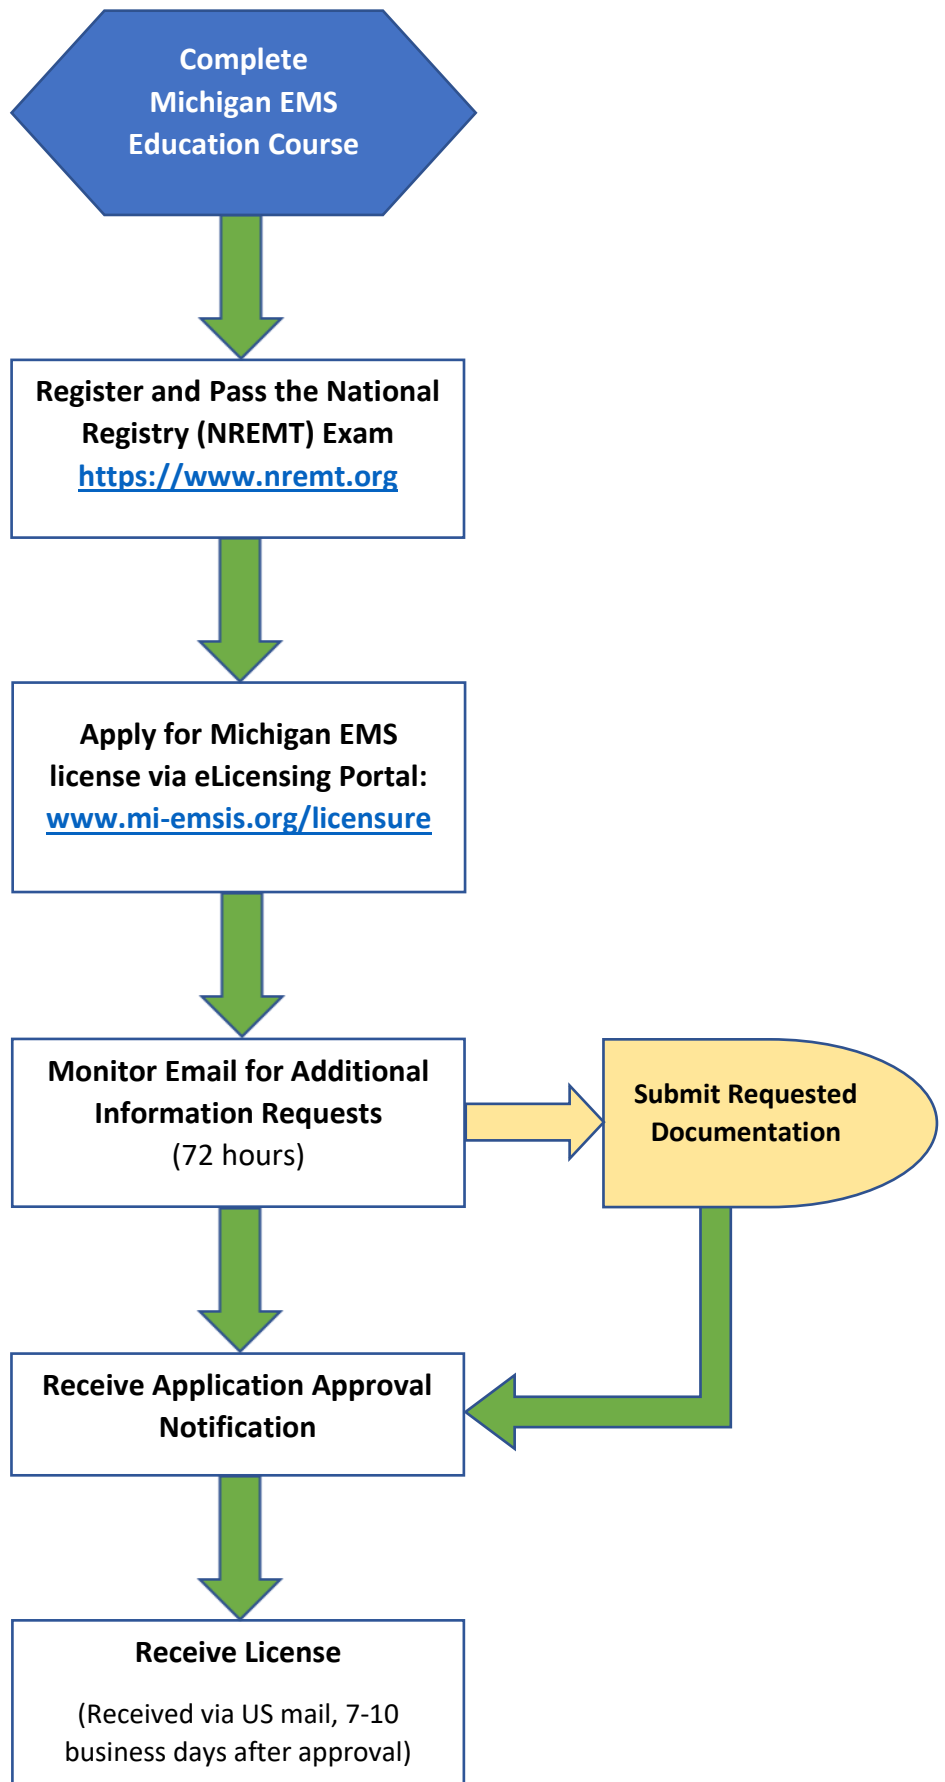 Complete
Michigan EMS
Education Course
Register and Pass the National
Registry (NREMT) Exam
https://www.nremt.org
Apply for Michigan EMS
license via eLicensing Portal:
www.mi-emsis.org/licensure
Monitor Email for Additional
Information Requests
(72 hours)
Submit Requested
Documentation
Receive Application Approval
Notification
Receive License
(Received via US mail, 7-10
business days after approval)